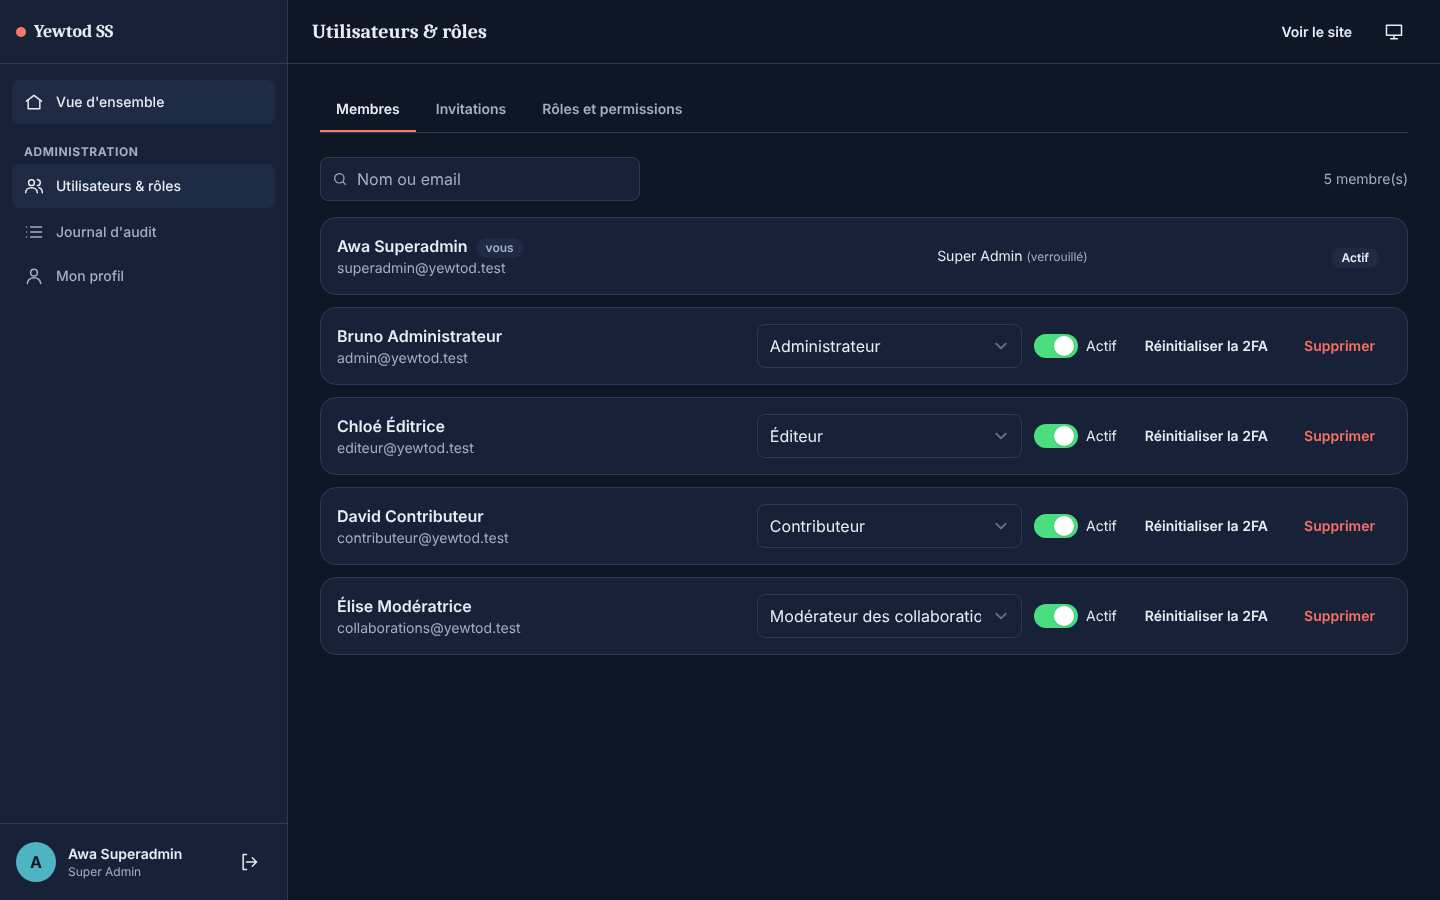 Yewtod SS
Utilisateurs & rôles
Voir le site
Vue d'ensemble
ADMINISTRATION
Utilisateurs & rôles
Journal d'audit
Mon profil
Membres
Invitations
Rôles et permissions
Nom ou email
5 membre(s)
Awa Superadmin vous
superadmin@yewtod.test
Super Admin (verrouillé)
Actif
Bruno Administrateur
admin@yewtod.test
Administrateur
Actif
Réinitialiser la 2FA
Supprimer
Chloé Éditrice
editeur@yewtod.test
Éditeur
Actif
Réinitialiser la 2FA
Supprimer
David Contributeur
contributeur@yewtod.test
Contributeur
Actif
Réinitialiser la 2FA
Supprimer
Élise Modératrice
collaborations@yewtod.test
Modérateur des collaboratio
Actif
Réinitialiser la 2FA
Supprimer
A
Awa Superadmin
Super Admin